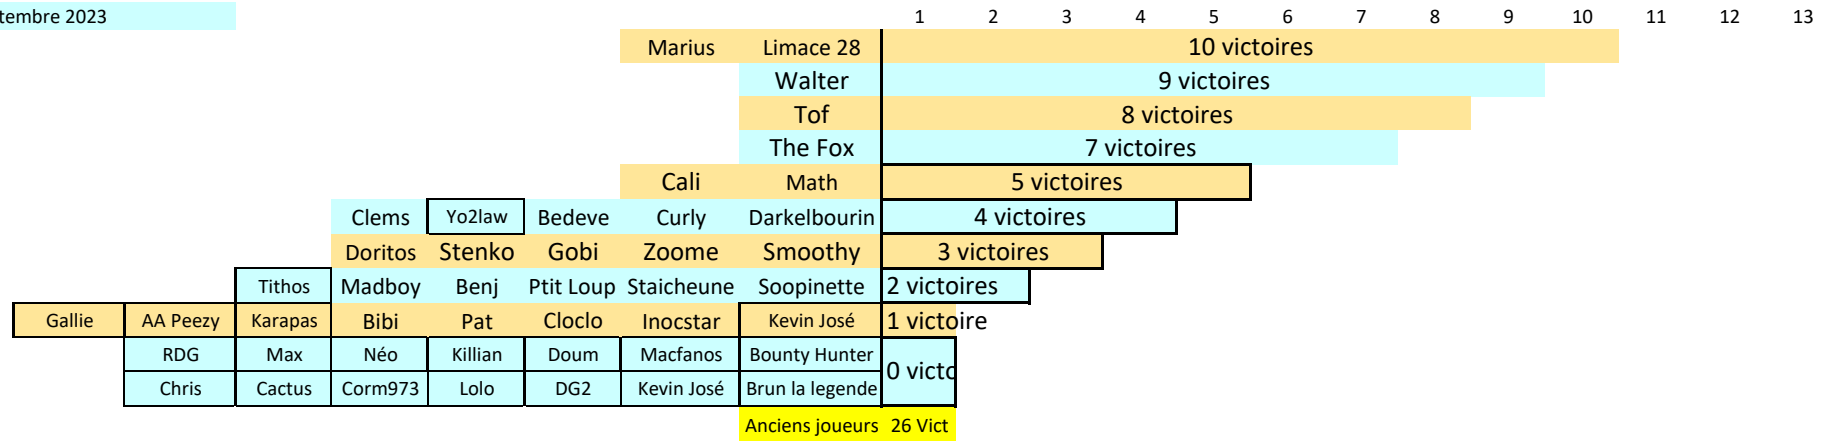 tembre 2023 1 2 3 4 5 6 7 8 9 10 11 12 13
Marius Limace 28 10 victoires
Walter 9 victoires
Tof 8 victoires
The Fox 7 victoires
Cali Math 5 victoires
Clems Yo2law Bedeve Curly Darkelbourin 4 victoires
Doritos Stenko Gobi Zoome Smoothy 3 victoires
Tithos Madboy Benj Ptit Loup Staicheune Soopinette 2 victoires
Gallie AA Peezy Karapas Bibi Pat Cloclo Inocstar Kevin José 1 victoire
RDG Max Néo Killian Doum Macfanos Bounty Hunter
0 victo
Chris Cactus Corm973 Lolo DG2 Kevin José Brun la legende
Anciens joueurs 26 Vict